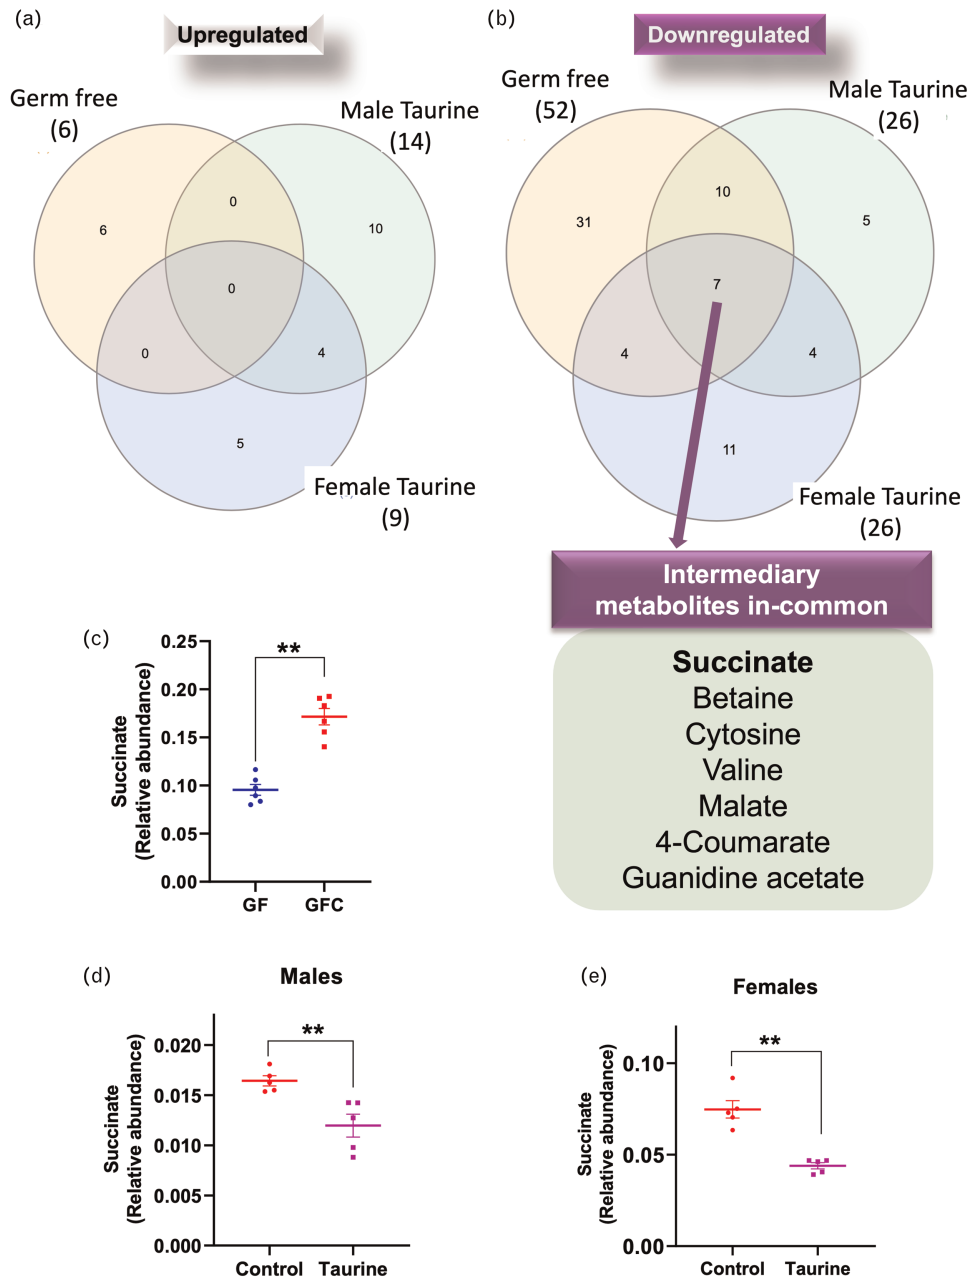 (a)
Upregulated
Germ free
(6)
Male Taurine
(14)
0
6
10
0
0
4
5
Female Taurine
(9)
(b)
Downregulated
Germ free
(52)
Male Taurine
(26)
10
31
5
7
4
4
11
Female Taurine
(26)
Intermediary
metabolites in-common
Succinate
Betaine
Cytosine
Valine
Malate
4-Coumarate
Guanidine acetate
(c)
Succinate
(Relative abundance)
0.25
0.20
0.15
0.10
0.05
0.00
**
GF
GFC
(d)
Males
Succinate
(Relative abundance)
0.020
0.015
0.010
0.005
0.000
**
Control
Taurine
(e)
Females
Succinate
(Relative abundance)
0.10
0.05
0.00
**
Control
Taurine